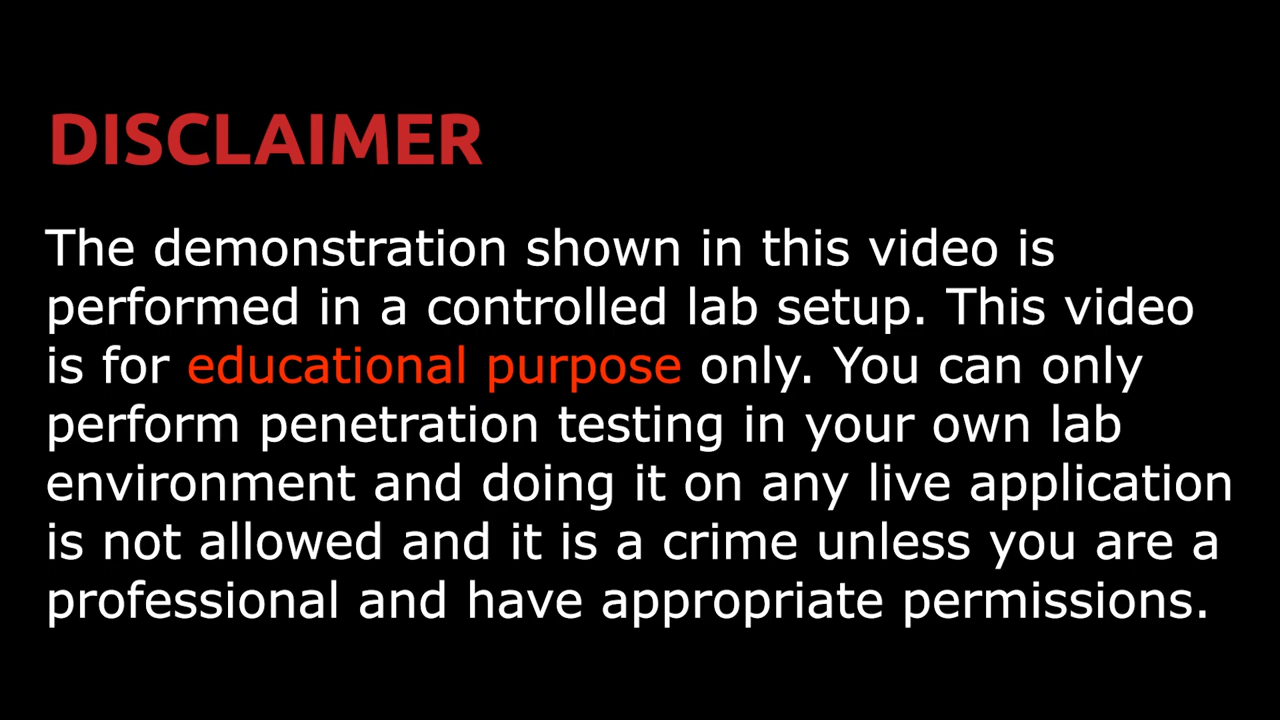 DISCLAIMER
The demonstration shown in this video is
performed in a controlled lab setup. This video
is for educational purpose only. You can only
perform penetration testing in your own lab
environment and doing it on any live application
is not allowed and it is a crime unless you are a
professional and have appropriate permissions.